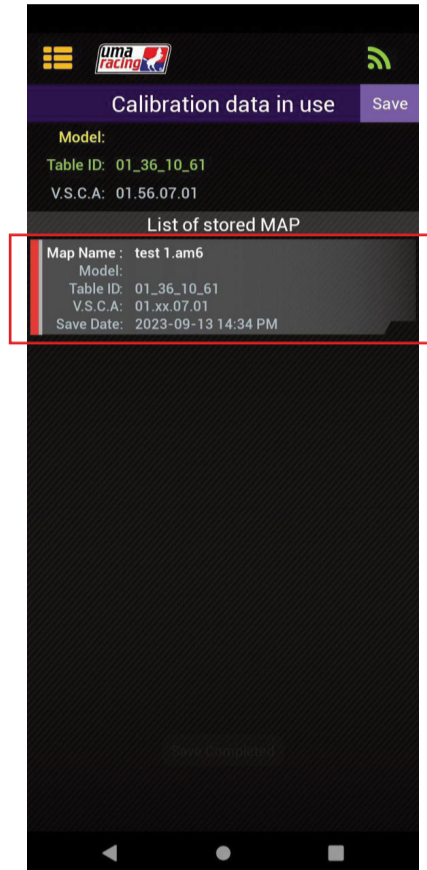 uma
racing
Calibration data in use
Save
Model:
Table ID: 01_36_10_61
V.S.C.A: 01.56.07.01
List of stored MAP
Map Name : test 1.am6
Model:
Table ID: 01_36_10_61
V.S.C.A: 01.xx.07.01
Save Date: 2023-09-13 14:34 PM
Save Completed